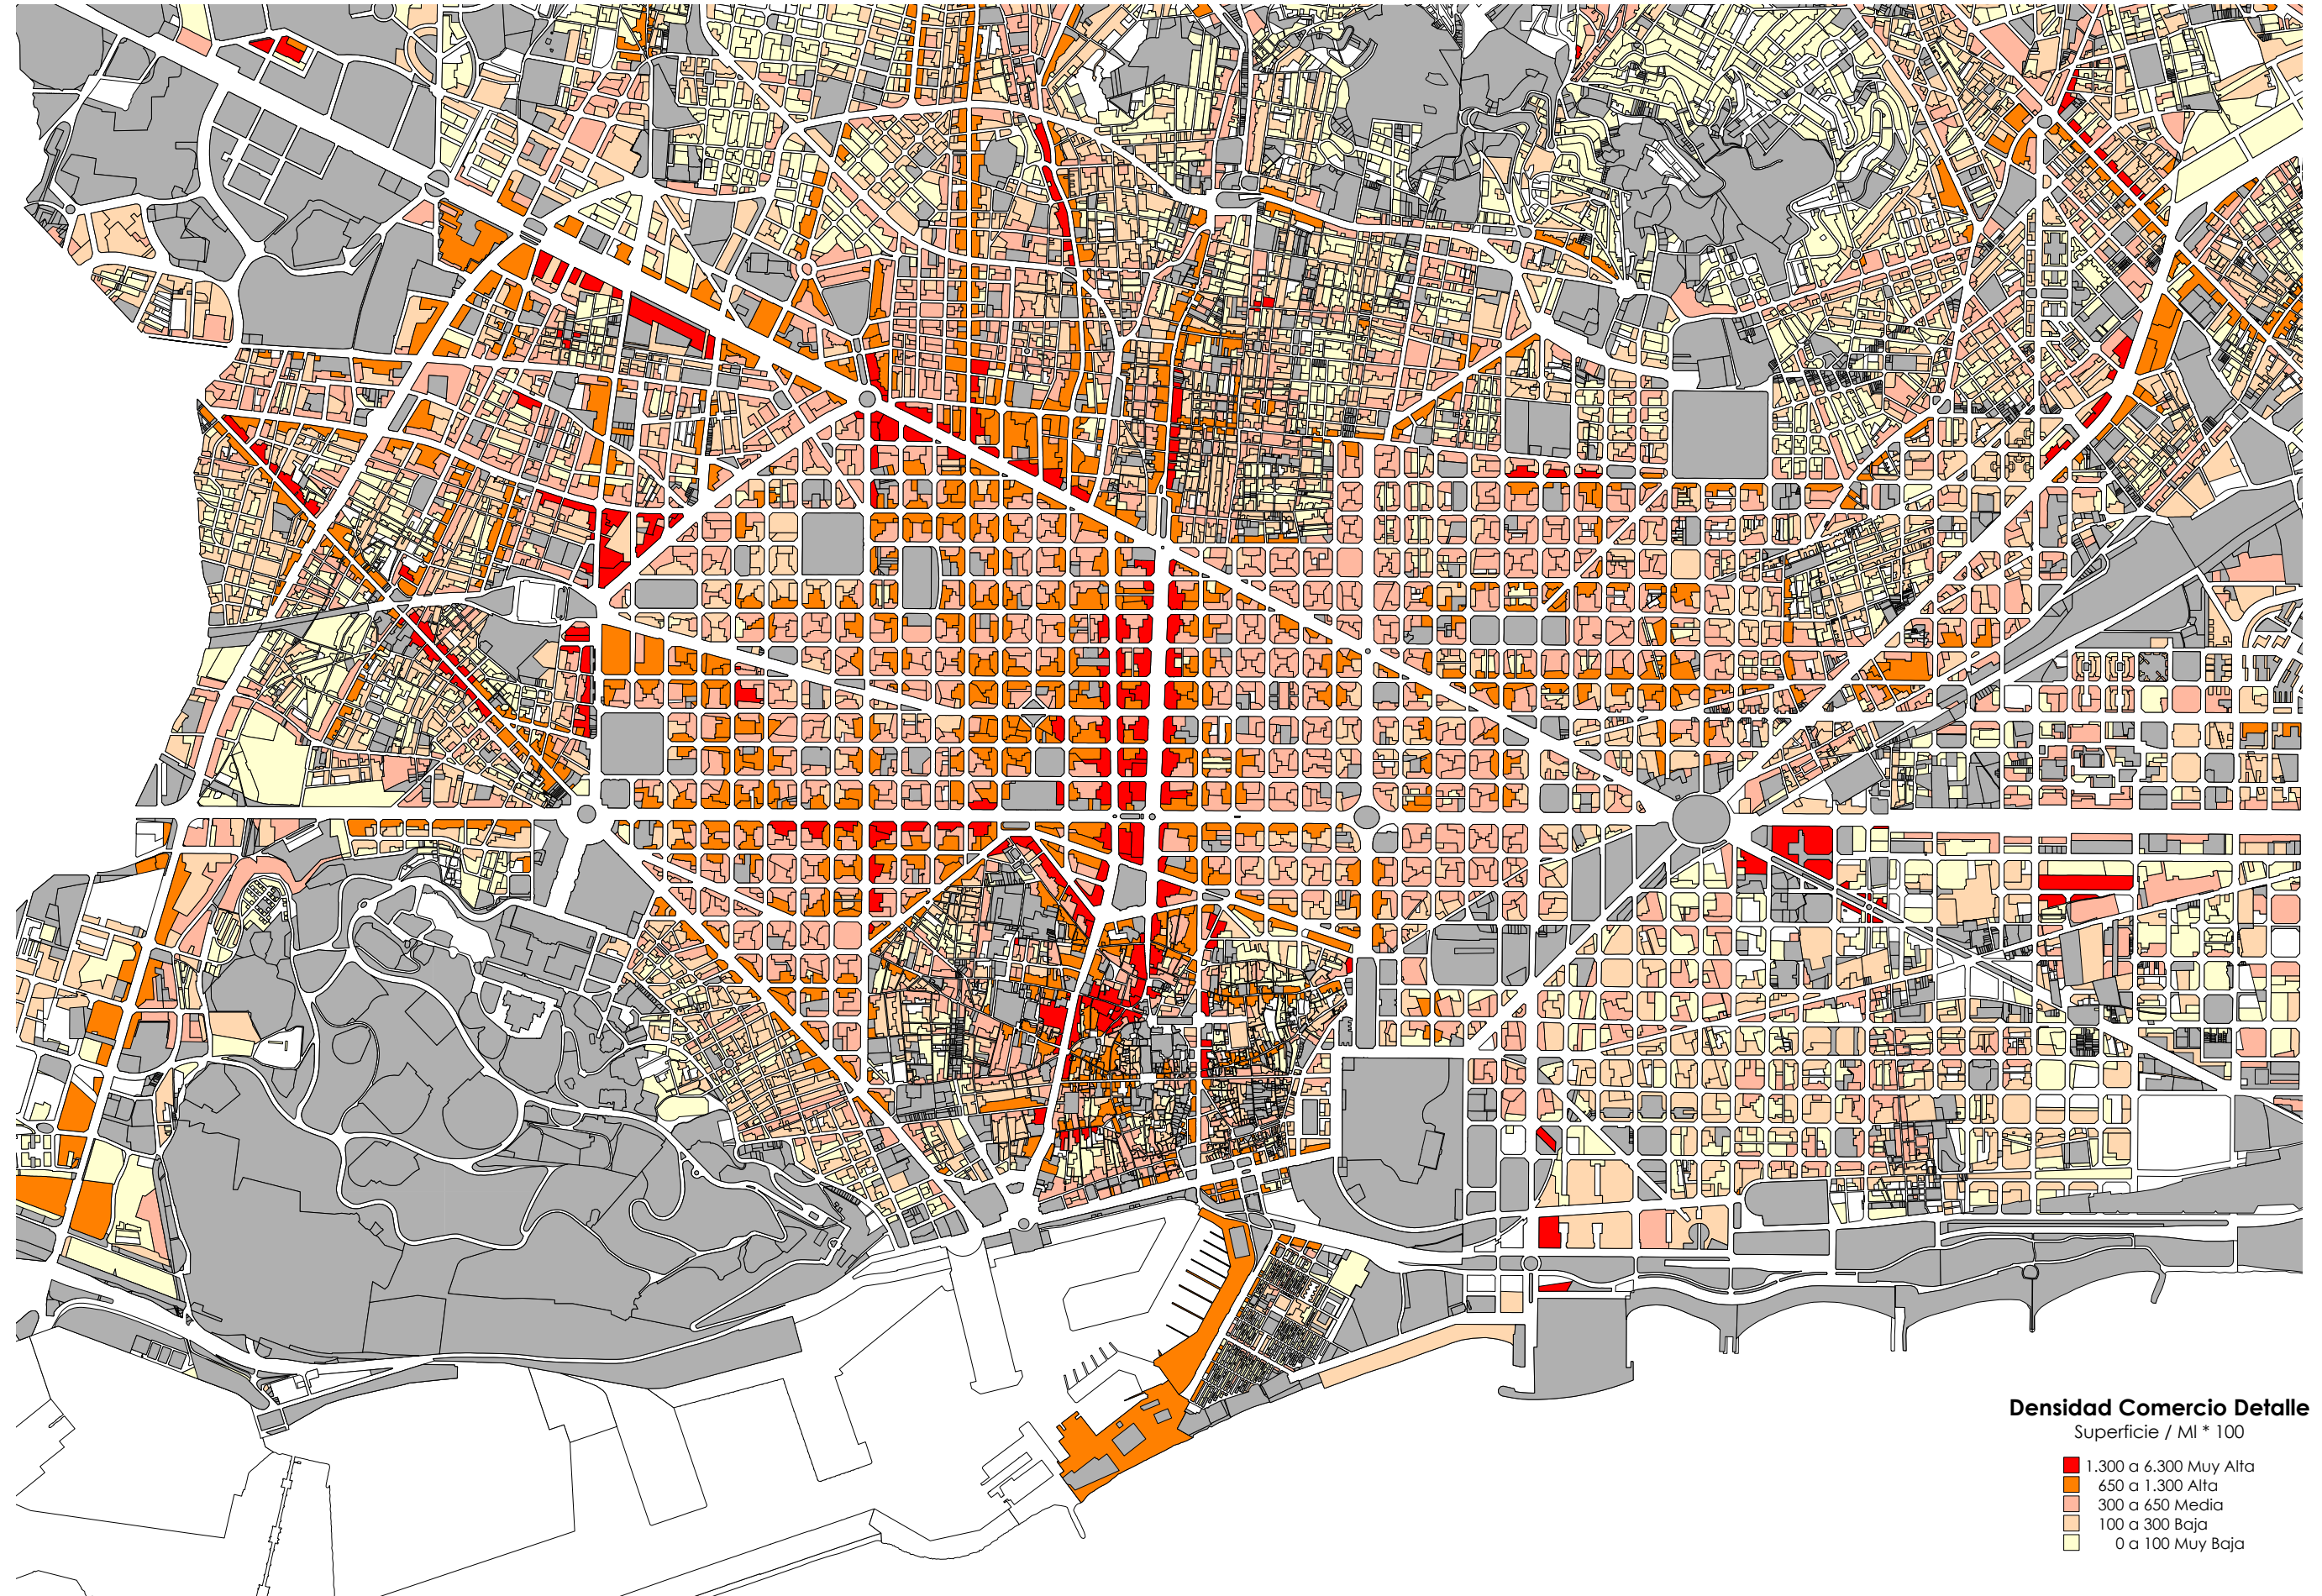 Densidad Comercio Detalle
Superficie / Ml * 100
1.300 a 6.300 Muy Alta
650 a 1.300 Alta
300 a 650 Media
100 a 300 Baja
0 a 100 Muy Baja